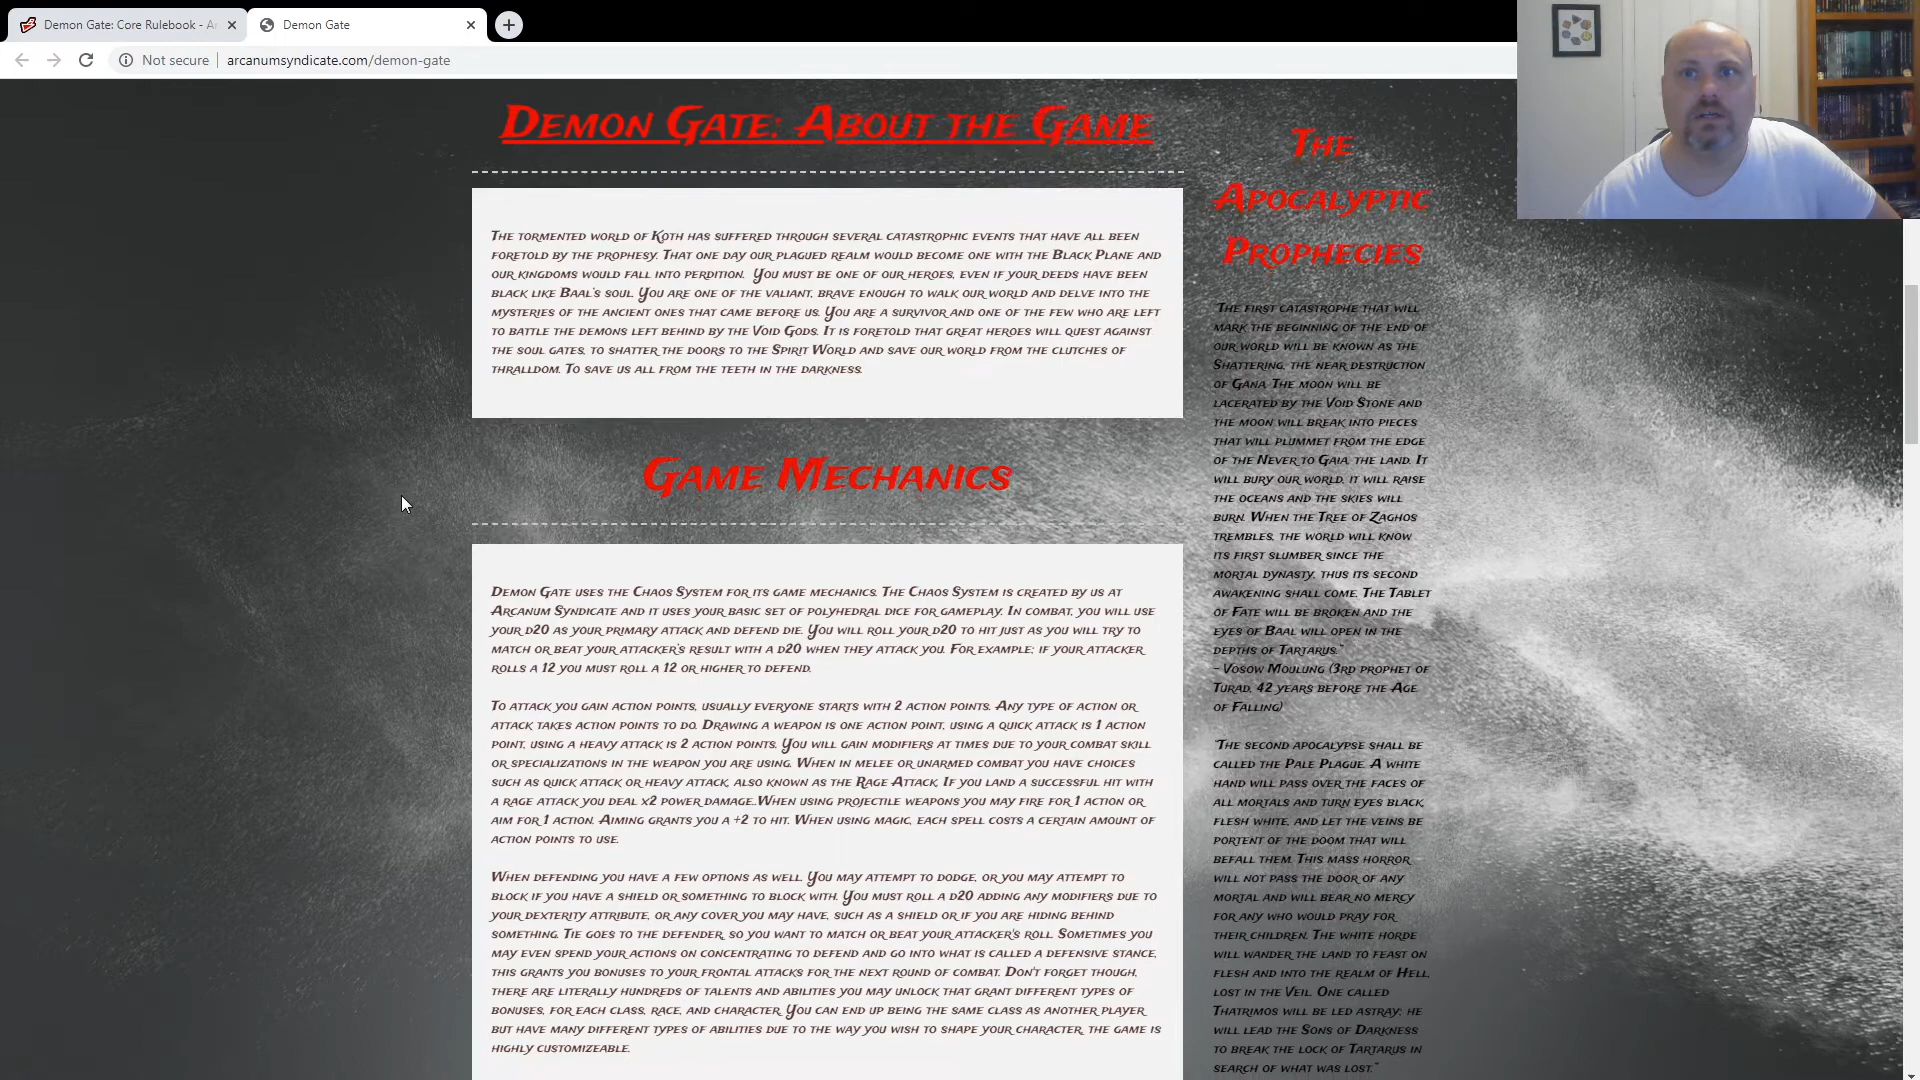 Demon Gate: Core Rulebook - Ar
Demon Gate
Not secure
arcanumsyndicate.com/demon-gate
Demon Gate: About the Game
The tormented world of Koth has suffered through several catastrophic events that have all been
foretold by the prophesy. That one day our plagued realm would become one with the Black Plane and
our kingdoms would fall into perdition. You must be one of our heroes, even if your deeds have been
black like Baal's soul. You are one of the valiant, brave enough to walk our world and delve into the
mysteries of the ancient ones that came before us. You are a survivor and one of the few who are left
to battle the demons left behind by the Void Gods. It is foretold that great heroes will quest against
the soul gates, to shatter the doors to the Spirit World and save our world from the clutches of
thralldom. To save us all from the teeth in the darkness.
Game Mechanics
Demon Gate uses the Chaos System for its game mechanics. The Chaos System is created by us at
Arcanum Syndicate and it uses your basic set of polyhedral dice for gameplay. In combat, you will use
your d20 as your primary attack and defend die. You will roll your d20 to hit just as you will try to
match or beat your attacker's result with a d20 when they attack you. For example; if your attacker
rolls a 12 you must roll a 12 or higher to defend.
To attack you gain action points, usually everyone starts with 2 action points. Any type of action or
attack takes action points to do. Drawing a weapon is one action point, using a quick attack is 1 action
point, using a heavy attack is 2 action points. You will gain modifiers at times due to your combat skill
or specializations in the weapon you are using. When in melee or unarmed combat you have choices
such as quick attack or heavy attack, also known as the Rage Attack. If you land a successful hit with
a rage attack you deal x2 power damage..When using projectile weapons you may fire for 1 action or
aim for 1 action. Aiming grants you a +2 to hit. When using magic, each spell costs a certain amount of
action points to use.
When defending you have a few options as well. You may attempt to dodge, or you may attempt to
block if you have a shield or something to block with. You must roll a d20 adding any modifiers due to
your dexterity attribute, or any cover you may have, such as a shield or if you are hiding behind
something. Tie goes to the defender, so you want to match or beat your attacker's roll. Sometimes you
may even spend your actions on concentrating to defend and go into what is called a defensive stance,
this grants you bonuses to your frontal attacks for the next round of combat. Don't forget though,
there are literally hundreds of talents and abilities you may unlock that grant different types of
bonuses, for each class, race, and character. You can end up being the same class as another player
but have many different types of abilities due to the way you wish to shape your character, the game is
highly customizeable.
The
Apocalyptic
Prophecies
"The first catastrophe that will
mark the beginning of the end of
our world will be known as the
Shattering, the near destruction
of Gana. The moon will be
lacerated by the Void Stone and
the moon will break into pieces
that will plummet from the edge
of the Never to Gaia, the land. It
will bury our world, it will raise
the oceans and the skies will
burn. When the Tree of Zaghos
trembles, the world will know
its first slumber since the
mortal dynasty, thus its second
awakening shall come. The Tablet
of Fate will be broken and the
eyes of Baal will open in the
depths of Tartarus."
- Vosow Moulung (3rd prophet of
Turad, 42 years before the Age
of Falling)
"The second apocalypse shall be
called the Pale Plague. A white
hand will pass over the faces of
all mortals and turn eyes black,
flesh white, and let the veins be
portent of the doom that will
befall them. This mass horror
will not pass the door of any
mortal and will bear no mercy
for any who would pray for
their children. The white horde
will wander the land to feast on
flesh and into the realm of Hell,
lost in the Veil. One called
Thatrimos will be led astray; he
will lead the Sons of Darkness
to break the lock of Tartarus in
search of what was lost."